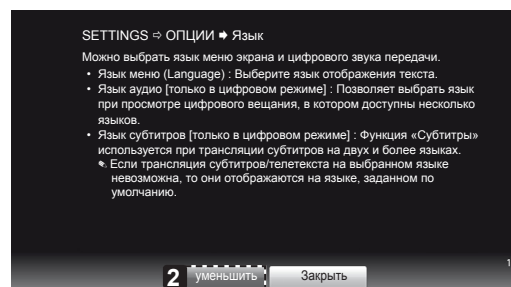 SETTINGS ⇨ ОПЦИИ ➧ Язык
Можно выбрать язык меню экрана и цифрового звука передачи.
• Язык меню (Language) : Выберите язык отображения текста.
• Язык аудио [только в цифровом режиме] : Позволяет выбрать язык
при просмотре цифрового вещания, в котором доступны несколько
языков.
• Язык субтитров [только в цифровом режиме] : Функция «Субтитры»
используется при трансляции субтитров на двух и более языках.
✎ Если трансляция субтитров/телетекста на выбранном языке
невозможна, то они отображаются на языке, заданном по
умолчанию.
1
2 уменьшить Закрыть